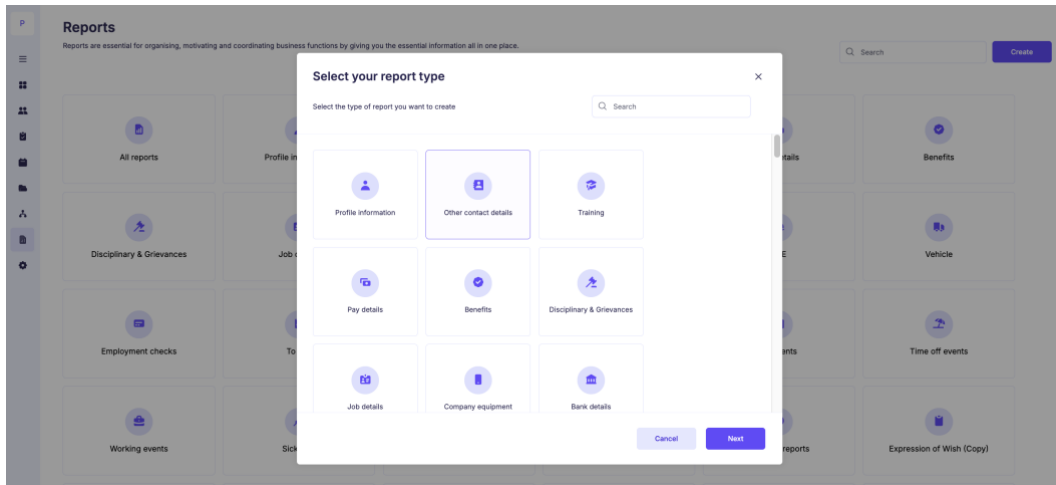 P
Reports
Reports are essential for organising, motivating and coordinating business functions by giving you the essential information all in one place.
Search
Create
Select your report type
Select the type of report you want to create
Search
All reports
Profile in
tails
Benefits
Profile information
Other contact details
Training
Disciplinary & Grievances
Job
E
Vehicle
Pay details
Benefits
Disciplinary & Grievances
Employment checks
To
ents
Time off events
Job details
Company equipment
Bank details
Cancel
Next
Working events
Sick
reports
Expression of Wish (Copy)